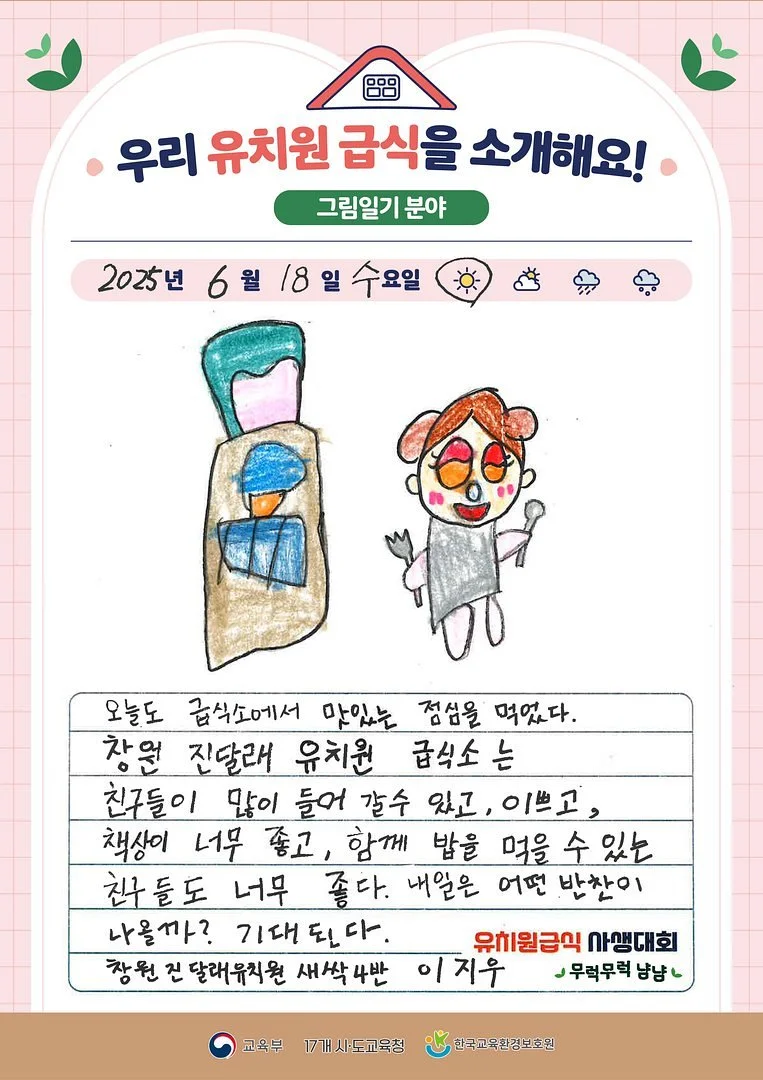 우리 유치원 급식을 소개해요!
그림일기 분야
2025년 6월 18일 수요일
오늘도 급식소에서 맛있는 점심을 먹었다.
창원 진달래 유치원 급식소는
친구들이 많이 들어 갈수 있고, 이쁘고,
책상이 너무 좋고, 함께 밥을 먹을 수 있는
친구들도 너무 좋다. 내일은 어떤 반찬이
나올까? 기대 된다.
유치원급식 사생대회
무럭무럭 냠냠
창원 진달래유치원 새싹4반 이지우
교육부 17개 시·도교육청 한국교육환경보호원